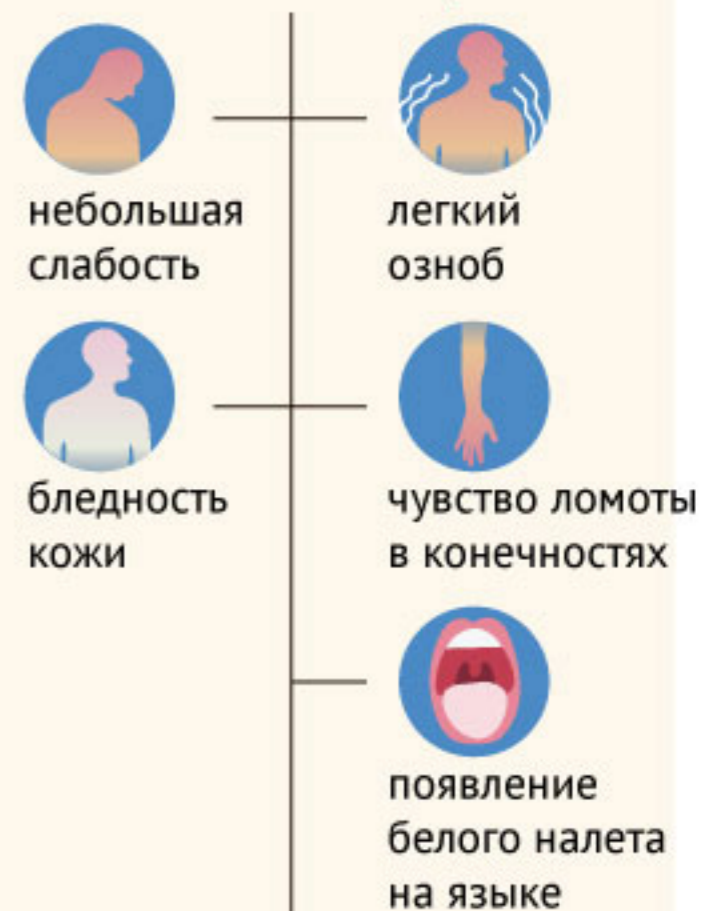 небольшая
слабость
легкий
озноб
бледность
кожи
чувство ломоты
в конечностях
появление
белого налета
на языке